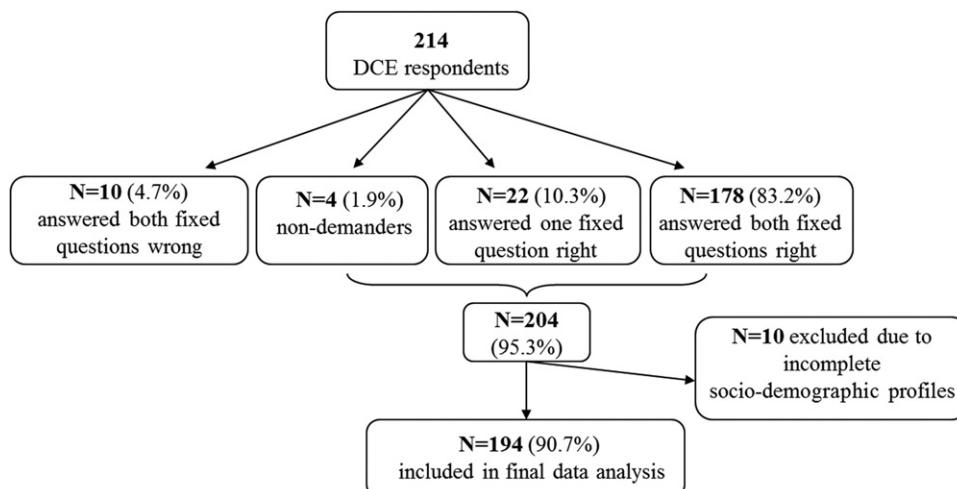 214
DCE respondents
N=10 (4.7%)
answered both fixed
questions wrong
N=4 (1.9%)
non-demanders
N=22 (10.3%)
answered one fixed
question right
N=178 (83.2%)
answered both fixed
questions right
N=204
(95.3%)
N=10 excluded due to
incomplete
socio-demographic profiles
N=194 (90.7%)
included in final data analysis